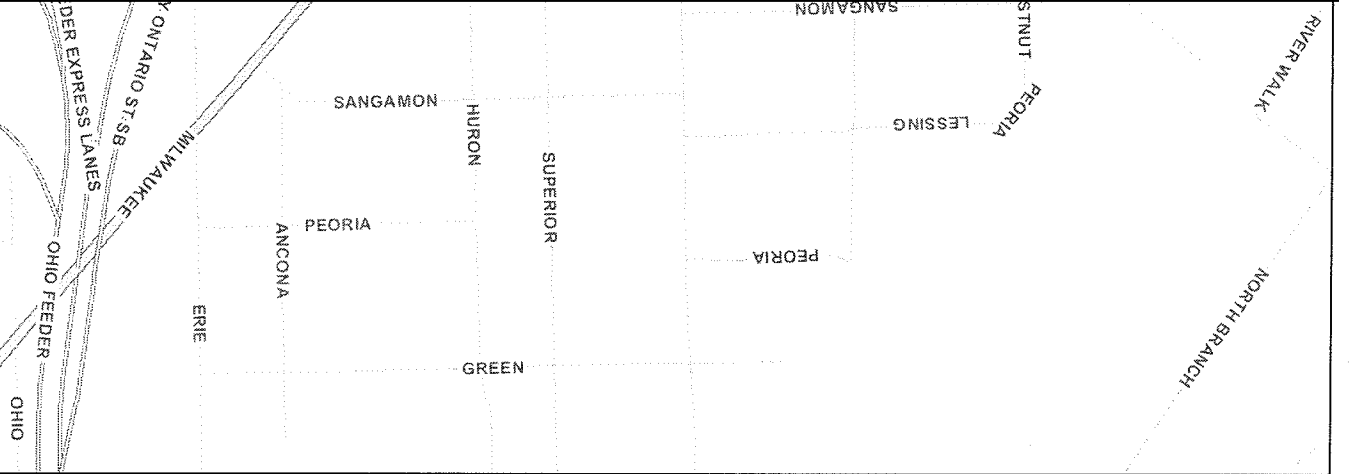 DER EXPRESS LANES
Y ONTARIO ST-SB
MILWAUKEE
OHIO FEEDER
OHIO
ERIE
ANCONA
SANGAMON
PEORIA
HURON
SUPERIOR
GREEN
SANGAMON
LESSING
PEORIA
PEORIA
STNUT
RIVER WALK
NORTH BRANCH